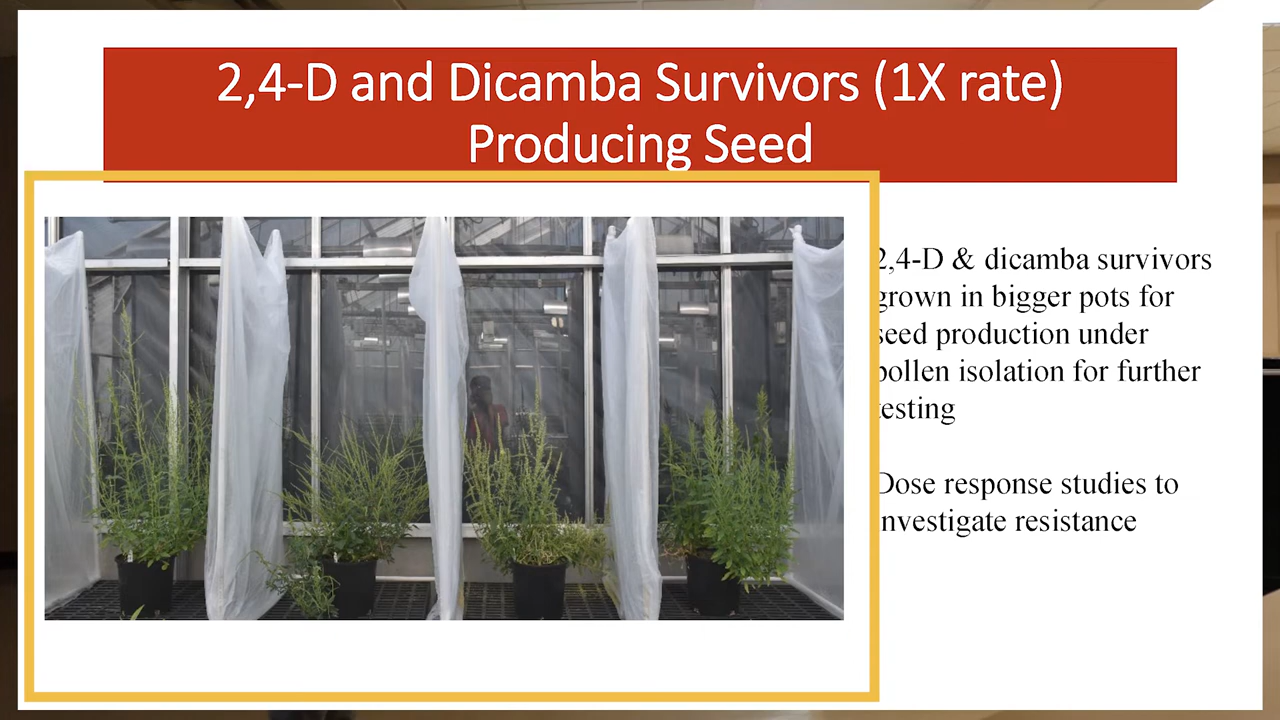 2,4-D and Dicamba Survivors (1X rate)
Producing Seed
2,4-D & dicamba survivors
grown in bigger pots for
seed production under
pollen isolation for further
testing
Dose response studies to
investigate resistance